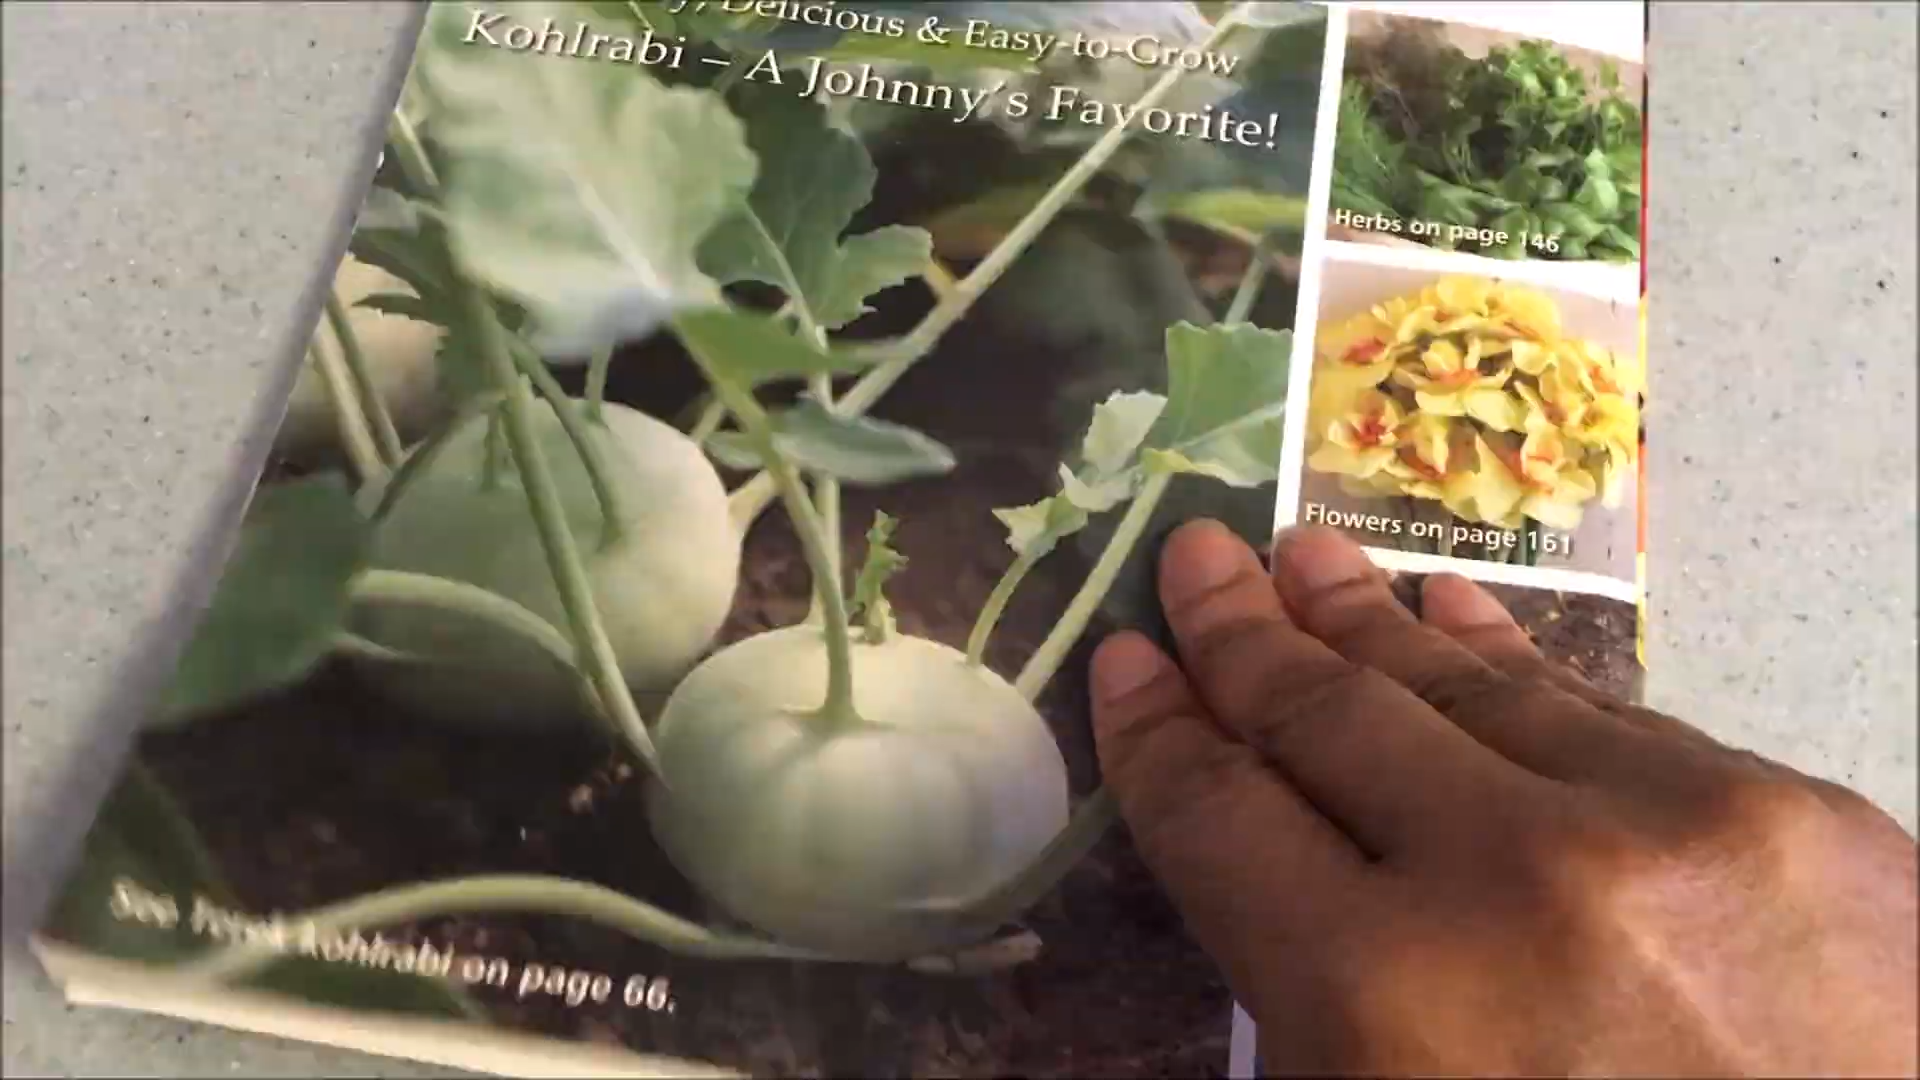 Delicious & Easy-to-Grow
Kohlrabi – A Johnny's Favorite!
Herbs on page 146
Flowers on page 161
See kohlrabi on page 66.